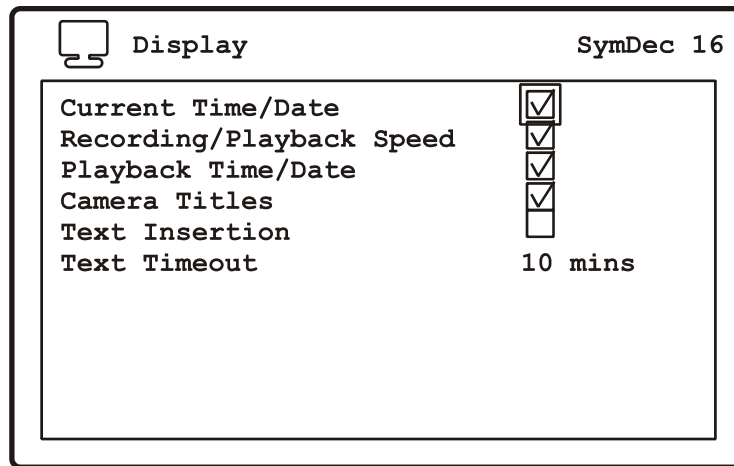 Display SymDec 16
Current Time/Date
Recording/Playback Speed
Playback Time/Date
Camera Titles
Text Insertion
Text Timeout 10 mins